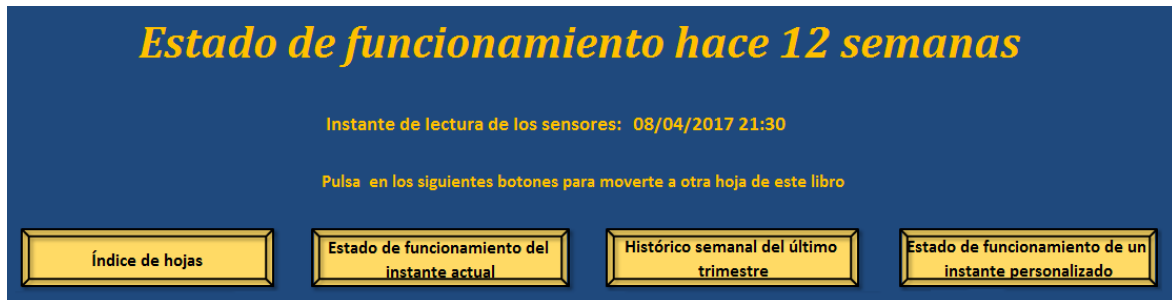 Estado de funcionamiento hace 12 semanas
Instante de lectura de los sensores: 08/04/2017 21:30
Pulsa en los siguientes botones para moverte a otra hoja de este libro
Índice de hojas
Estado de funcionamiento del
instante actual
Histórico semanal del último
trimestre
Estado de funcionamiento de un
instante personalizado